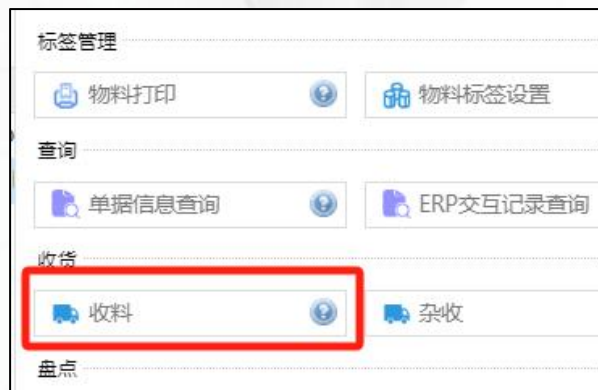 标签管理
物料打印 物料标签设置
查询
单据信息查询 ERP交互记录查询
收货
收料 杂收
盘点